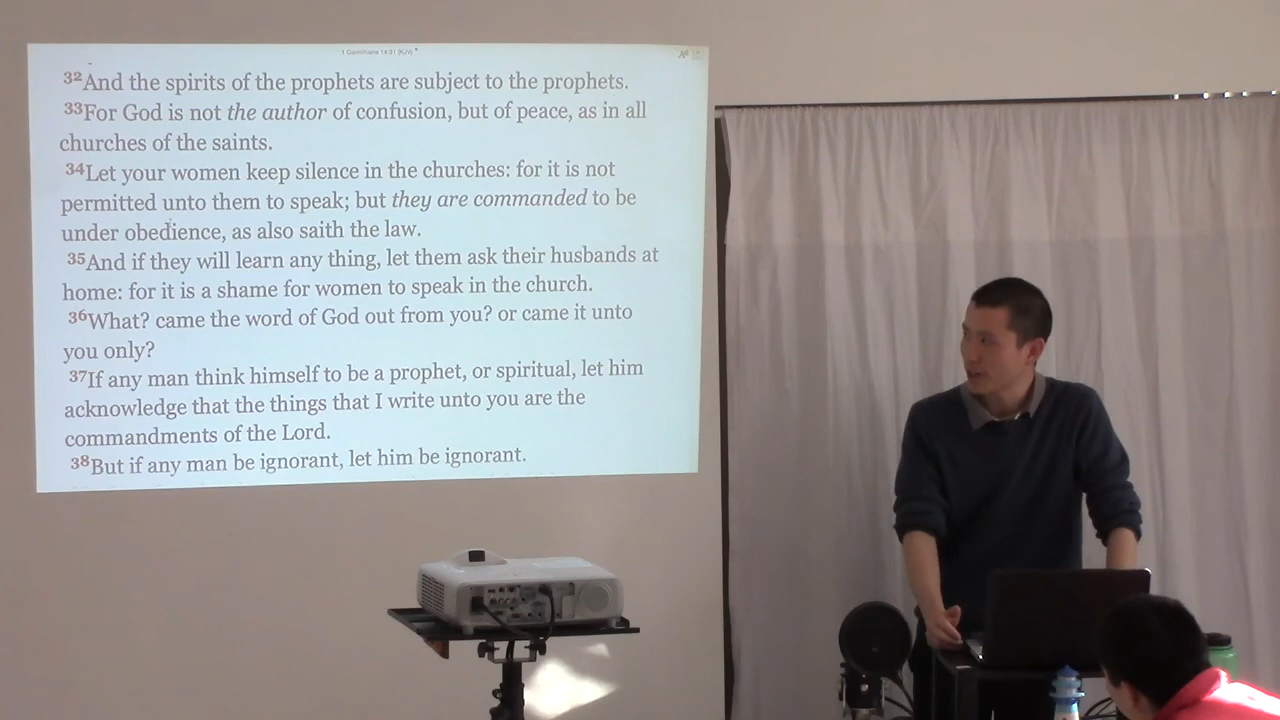 1 Corinthians 14:31 (KJV)
32And the spirits of the prophets are subject to the prophets.
33For God is not the author of confusion, but of peace, as in all
churches of the saints.
34Let your women keep silence in the churches: for it is not
permitted unto them to speak; but they are commanded to be
under obedience, as also saith the law.
35And if they will learn any thing, let them ask their husbands at
home: for it is a shame for women to speak in the church.
36What? came the word of God out from you? or came it unto
you only?
37If any man think himself to be a prophet, or spiritual, let him
acknowledge that the things that I write unto you are the
commandments of the Lord.
38But if any man be ignorant, let him be ignorant.